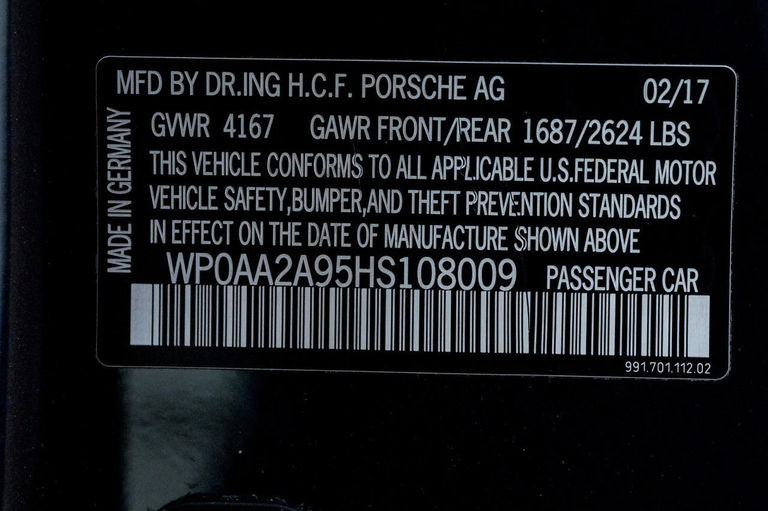 MFD BY DR.ING H.C.F. PORSCHE AG 02/17
GVWR 4167 GAWR FRONT/REAR 1687/2624 LBS
THIS VEHICLE CONFORMS TO ALL APPLICABLE U.S.FEDERAL MOTOR
VEHICLE SAFETY,BUMPER,AND THEFT PREVENTION STANDARDS
IN EFFECT ON THE DATE OF MANUFACTURE SHOWN ABOVE
WP0AA2A95HS108009 PASSENGER CAR
991.701.112.02
MADE IN GERMANY